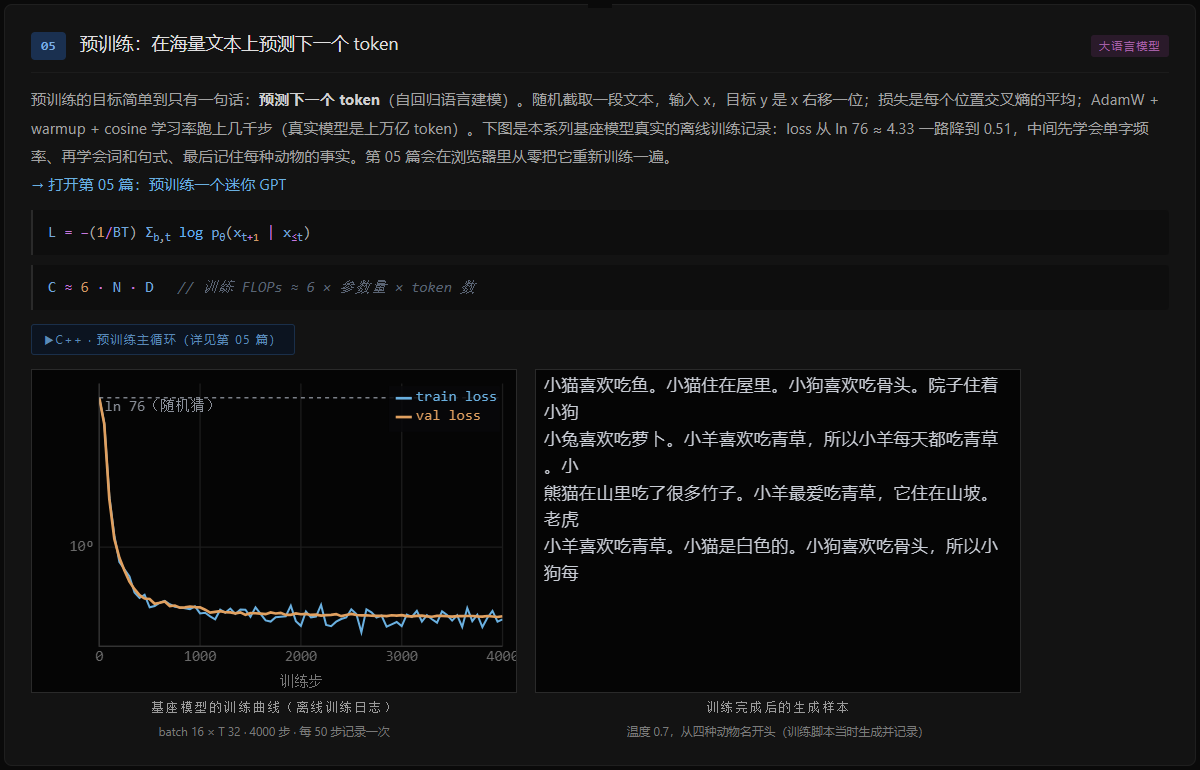 05 预训练：在海量文本上预测下一个 token 大语言模型
预训练的目标简单到只有一句话：预测下一个 token（自回归语言建模）。随机截取一段文本，输入 x，目标 y 是 x 右移一位；损失是每个位置交叉熵的平均；AdamW +
warmup + cosine 学习率跑上几千步（真实模型是上万亿 token）。下图是本系列基座模型真实的离线训练记录：loss 从 ln 76 ≈ 4.33 一路降到 0.51，中间先学会单字频
率、再学会词和句式、最后记住每种动物的事实。第 05 篇会在浏览器里从零把它重新训练一遍。
→ 打开第 05 篇：预训练一个迷你 GPT
L = −(1/BT) Σb,t log pθ(xt+1 | x≤t)
C ≈ 6 · N · D // 训练 FLOPs ≈ 6 × 参数量 × token 数
▶C++ · 预训练主循环（详见第 05 篇）
ln 76（随机猜）
train loss
val loss
10⁰
0 1000 2000 3000 4000
训练步
基座模型的训练曲线（离线训练日志）
batch 16 × T 32 · 4000 步 · 每 50 步记录一次
小猫喜欢吃鱼。小猫住在屋里。小狗喜欢吃骨头。院子住着
小狗
小兔喜欢吃萝卜。小羊喜欢吃青草，所以小羊每天都吃青草
。小
熊猫在山里吃了很多竹子。小羊最爱吃青草，它住在山坡。
老虎
小羊喜欢吃青草。小猫是白色的。小狗喜欢吃骨头，所以小
狗每
训练完成后的生成样本
温度 0.7，从四种动物名开头（训练脚本当时生成并记录）